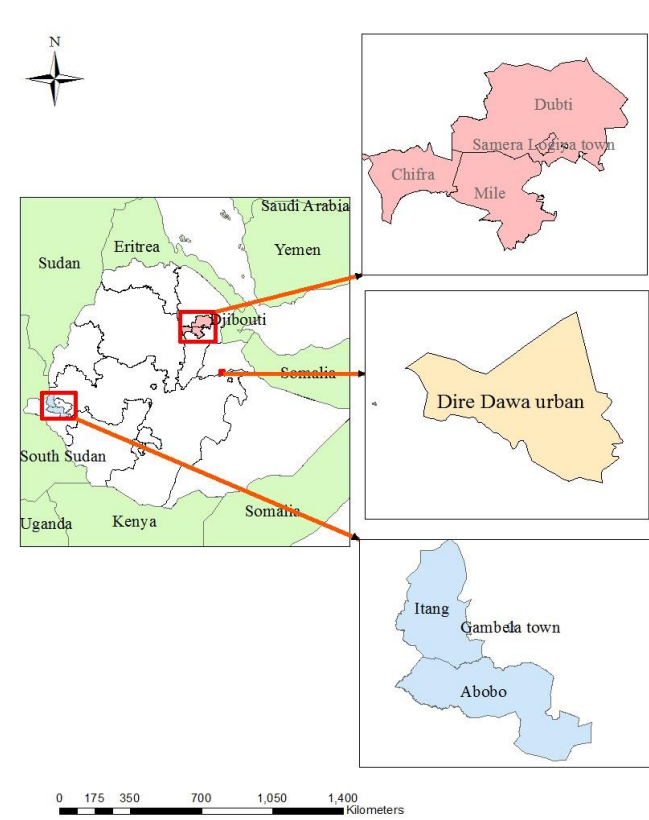 N
Dubti
Samera Logiya town
Chifra
Mile
Saudi Arabia
Eritrea
Yemen
Sudan
Djibouti
Somalia
Dire Dawa urban
South Sudan
Somalia
Uganda
Kenya
Itang
Gambela town
Abobo
0 175 350 700 1,050 1,400
Kilometers